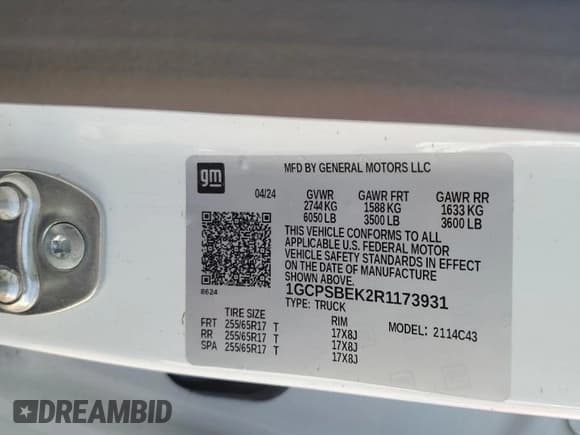 gm
MFD BY GENERAL MOTORS LLC
04/24 GVWR GAWR FRT GAWR RR
2744 KG 1588 KG 1633 KG
6050 LB 3500 LB 3600 LB
THIS VEHICLE CONFORMS TO ALL
APPLICABLE U.S. FEDERAL MOTOR
VEHICLE SAFETY STANDARDS IN EFFECT
ON THE DATE OF MANUFACTURE SHOWN ABOVE
8624
1GCPSBEK2R1173931
TYPE: TRUCK
TIRE SIZE RIM MODEL: 2114C43
FRT 255/65R17 T 17X8J
RR 255/65R17 T 17X8J
SPA 255/65R17 T 17X8J
DREAMBID